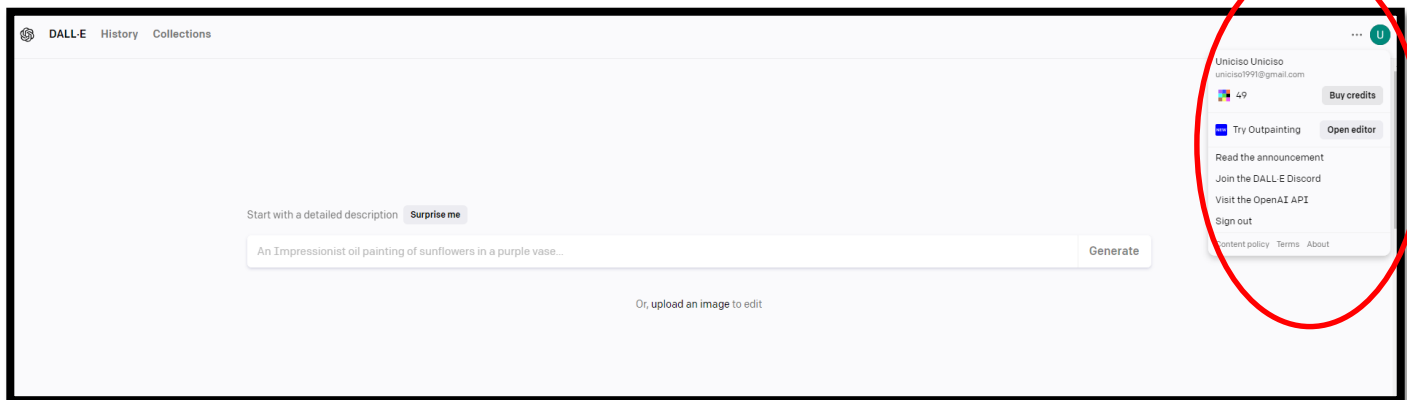 DALL·E History Collections
... U
Uniciso Uniciso
uniciso1991@gmail.com
49 Buy credits
NEW Try Outpainting Open editor
Read the announcement
Join the DALL·E Discord
Visit the OpenAI API
Sign out
Content policy Terms About
Start with a detailed description Surprise me
An Impressionist oil painting of sunflowers in a purple vase... Generate
Or, upload an image to edit